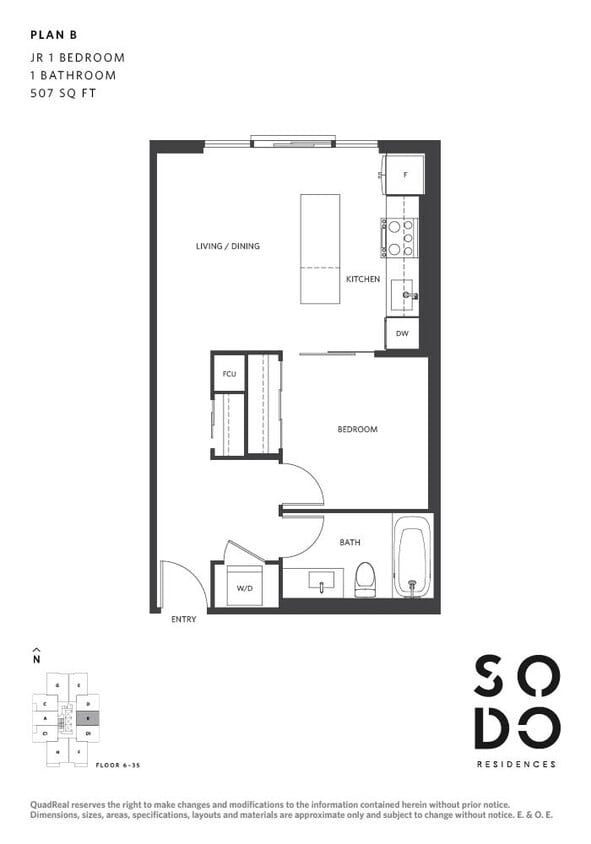 PLAN B
JR 1 BEDROOM
1 BATHROOM
507 SQ FT
F
LIVING / DINING
KITCHEN
DW
FCU
BEDROOM
BATH
W/D
ENTRY
N
C
D
A
B
C1
D1
H
FLOOR 6-35
SODO
RESIDENCES
QuadReal reserves the right to make changes and modifications to the information contained herein without prior notice.
Dimensions, sizes, areas, specifications, layouts and materials are approximate only and subject to change without notice. E. & O. E.